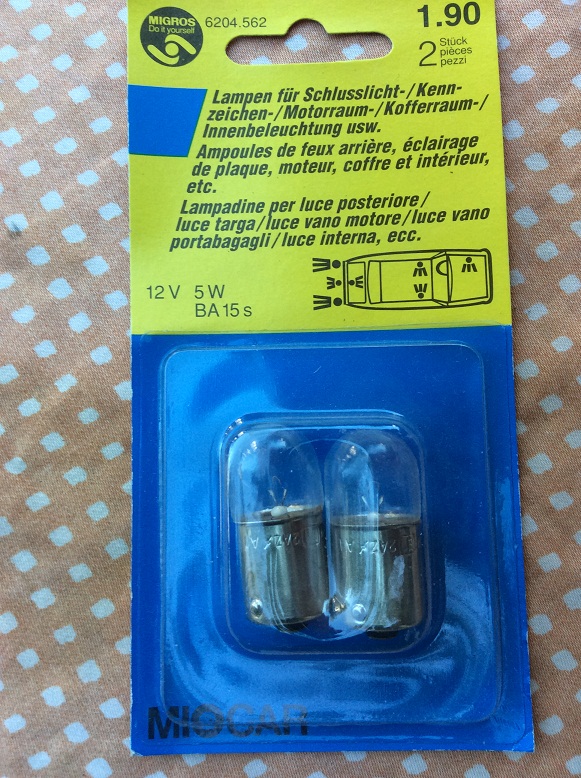 MIGROS
Do it yourself
6204.562
1.90
2 Stück
pièces
pezzi
Lampen für Schlusslicht-/Kenn-
zeichen-/Motorraum-/Kofferraum-/
Innenbeleuchtung usw.
Ampoules de feux arrière, éclairage
de plaque, moteur, coffre et intérieur,
etc.
Lampadine per luce posteriore/
luce targa/luce vano motore/luce vano
portabagagli/luce interna, ecc.
12 V 5 W
BA 15 s
MIOCAR